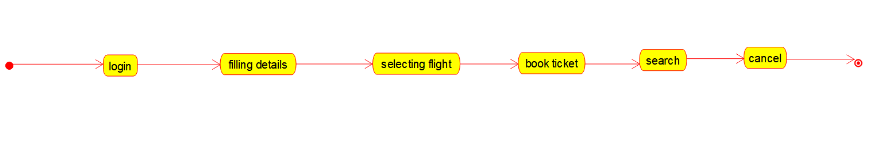 login
filling details
selecting flight
book ticket
search
cancel